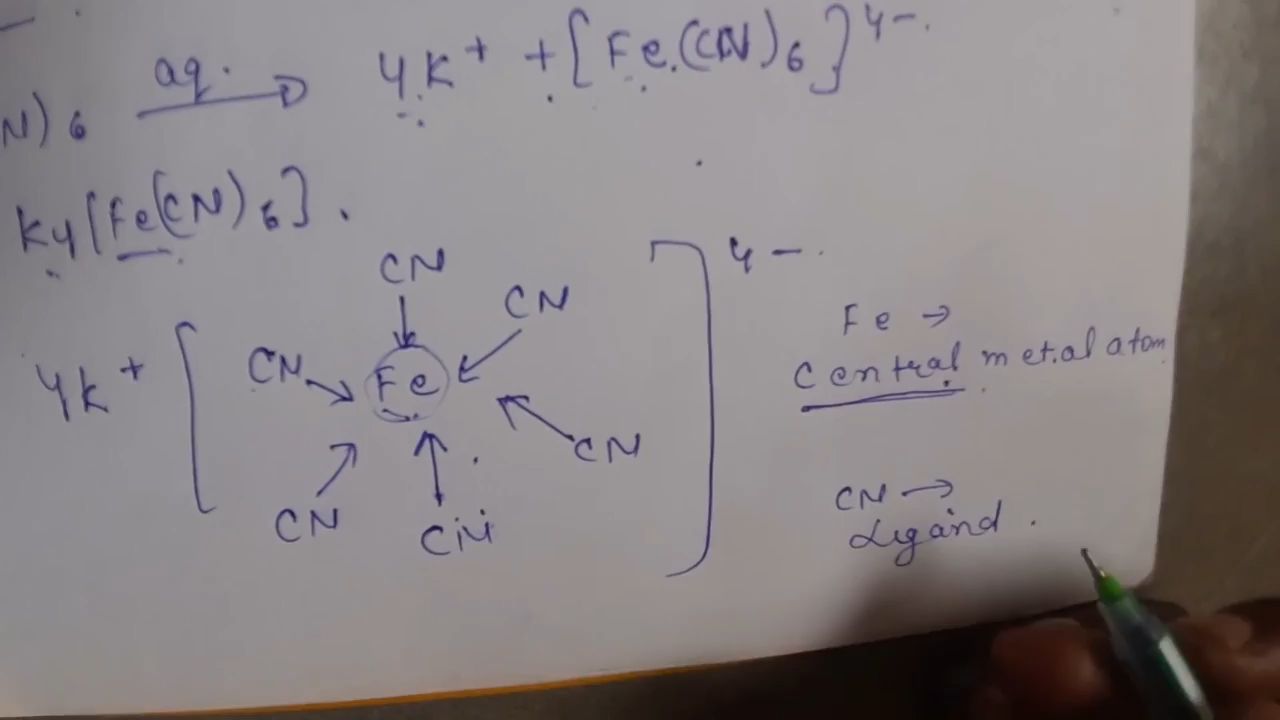 N)6 aq. → 4K+ + [Fe(CN)6]4-.
K4[Fe(CN)6].
4K+ [ ]4-.
CN
CN
CN
Fe
CN
CN
CN
Fe →
Central metal atom
CN →
Ligand.